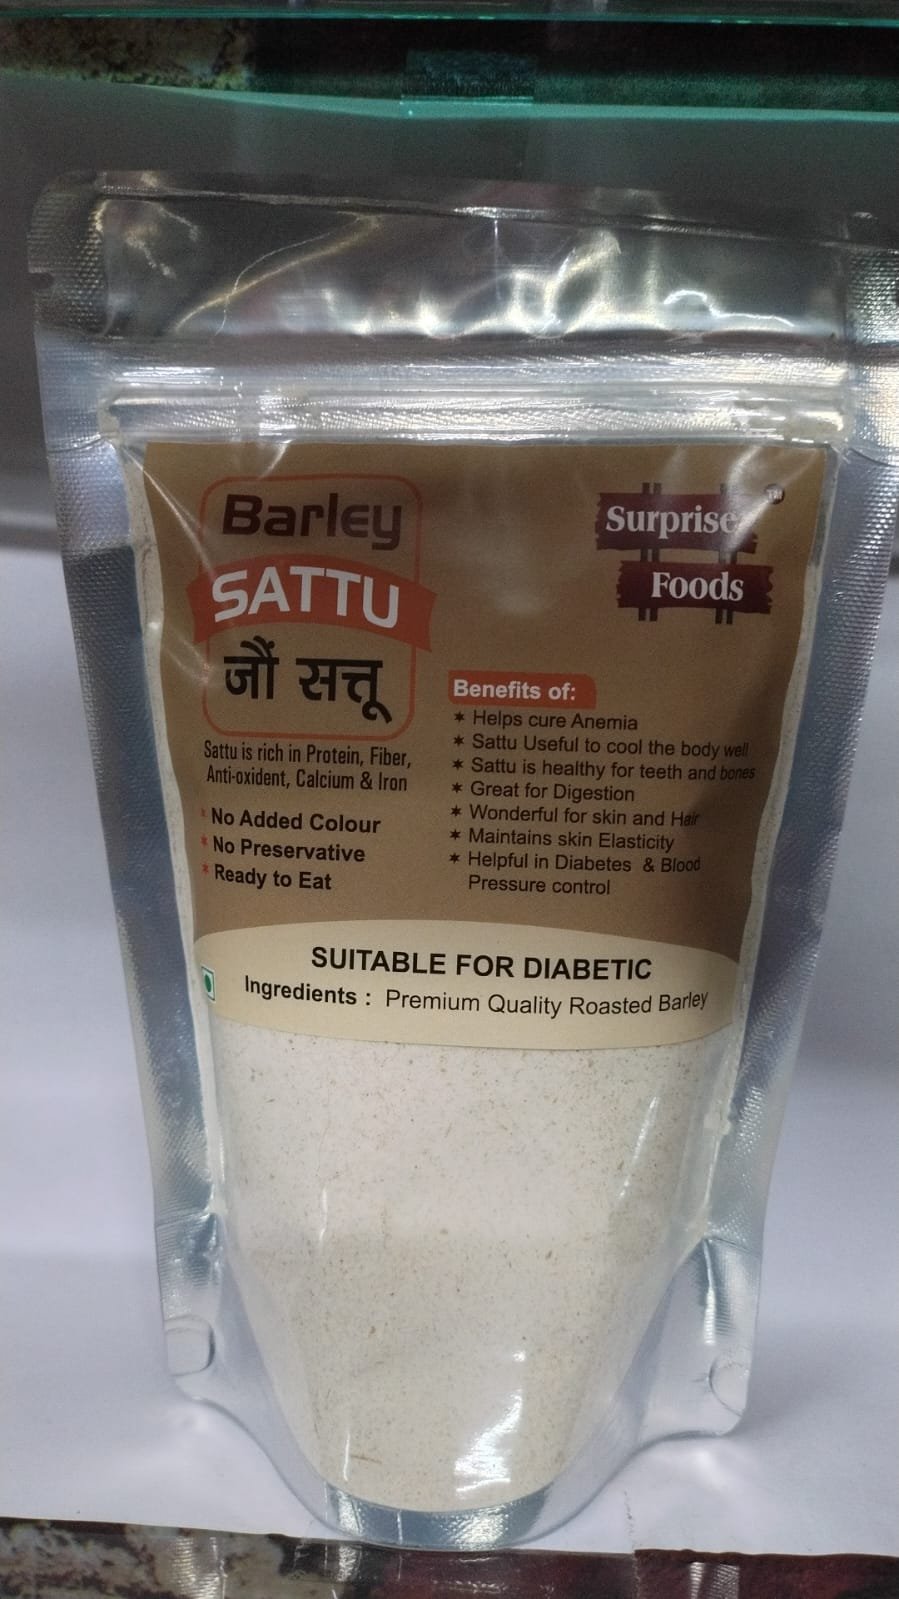 Barley
SATTU
जौं सत्तू
Sattu is rich in Protein, Fiber,
Anti-oxident, Calcium & Iron
* No Added Colour
* No Preservative
* Ready to Eat
Surprise TM
Foods
Benefits of:
* Helps cure Anemia
* Sattu Useful to cool the body well
* Sattu is healthy for teeth and bones
* Great for Digestion
* Wonderful for skin and Hair
* Maintains skin Elasticity
* Helpful in Diabetes & Blood
Pressure control
SUITABLE FOR DIABETIC
Ingredients : Premium Quality Roasted Barley